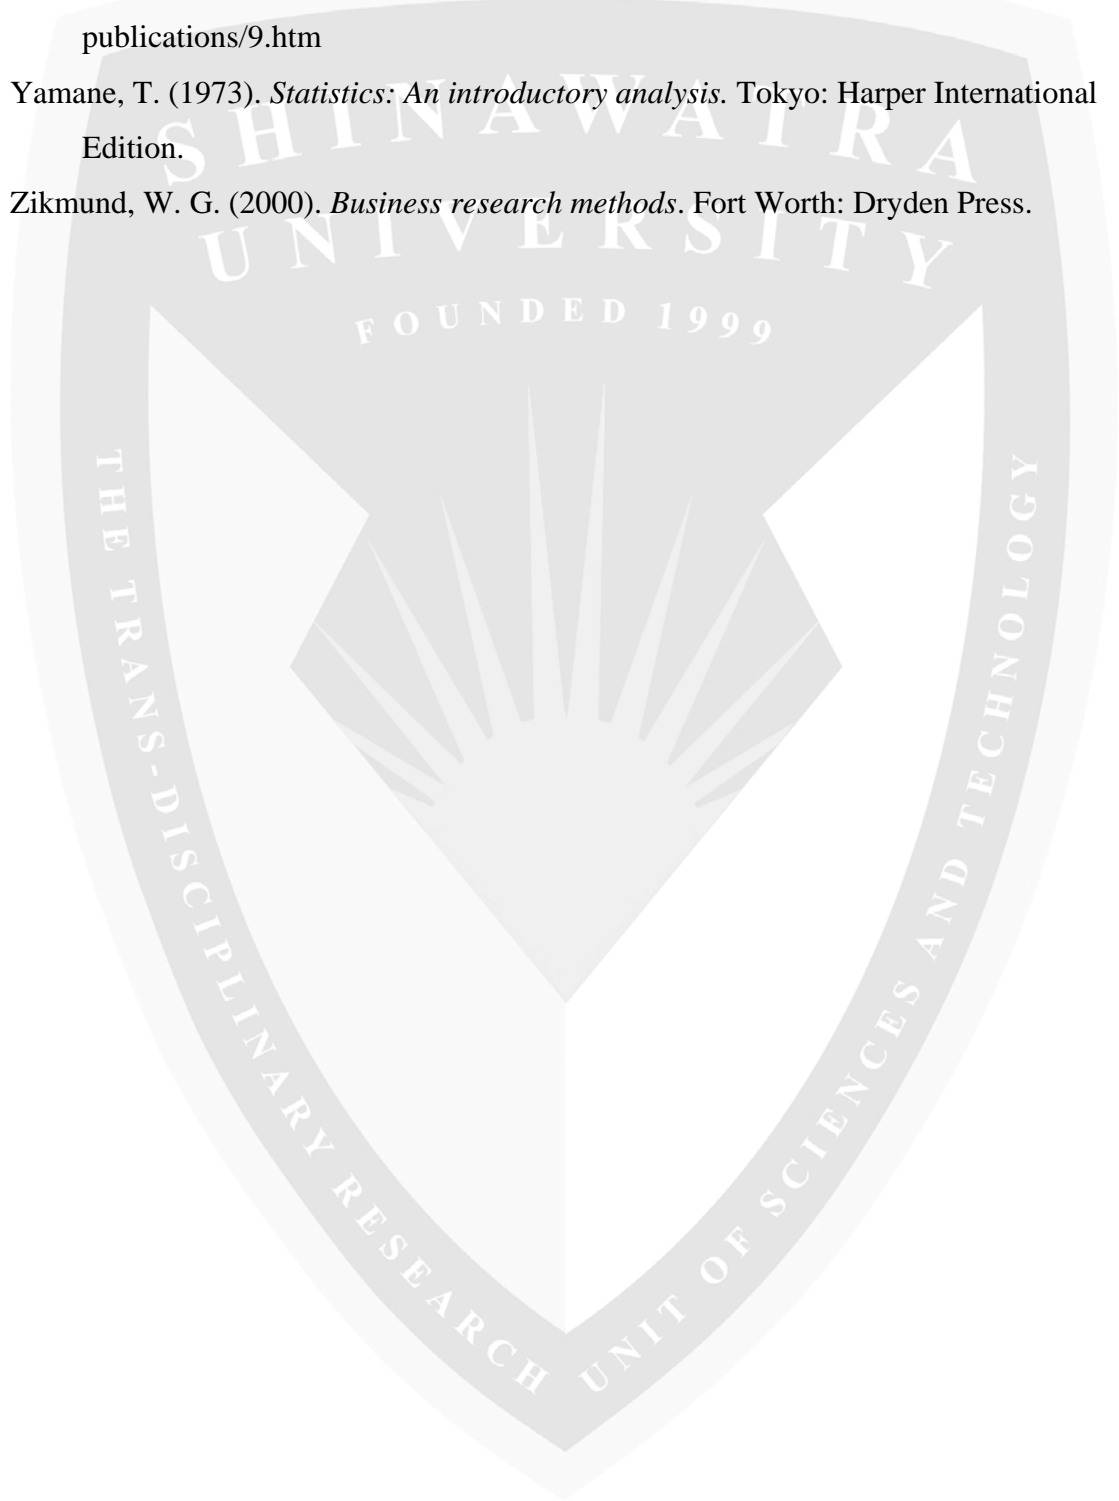 publications/9.htm
Yamane, T. (1973). Statistics: An introductory analysis. Tokyo: Harper International
Edition.
Zikmund, W. G. (2000). Business research methods. Fort Worth: Dryden Press.
SHINAWATRA
UNIVERSITY
FOUNDED 1999
THE TRANS-DISCIPLINARY RESEARCH UNIT OF SCIENCES AND TECHNOLOGY